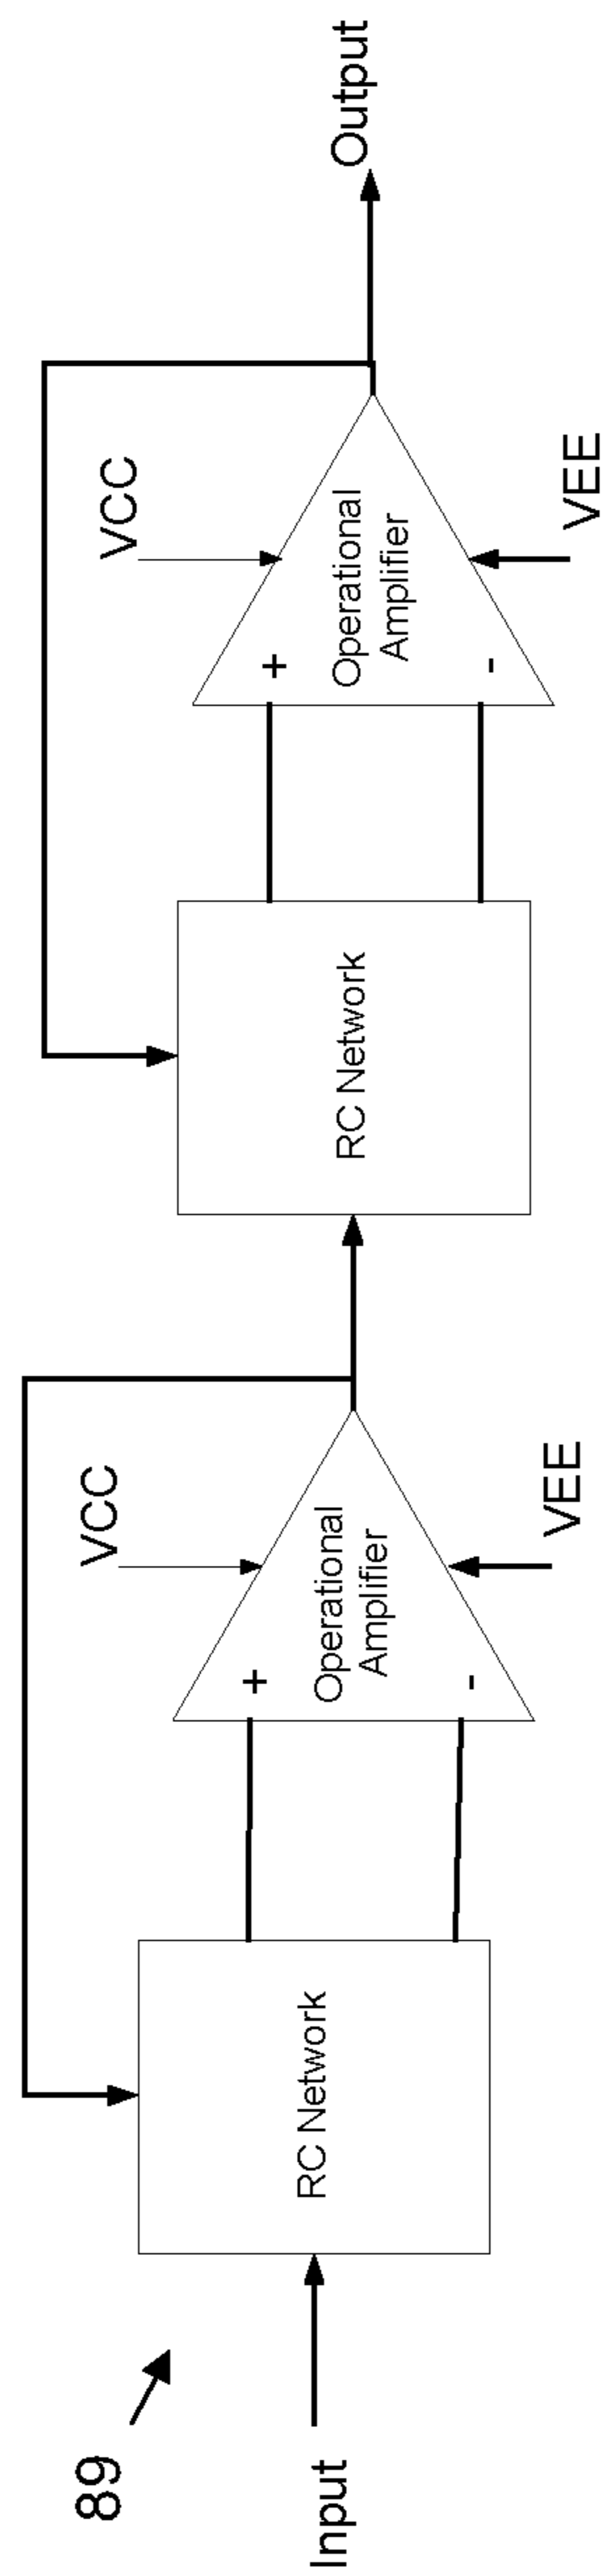 89
Input
RC Network
+
-
Operational
Amplifier
VCC
VEE
RC Network
+
-
Operational
Amplifier
VCC
VEE
Output